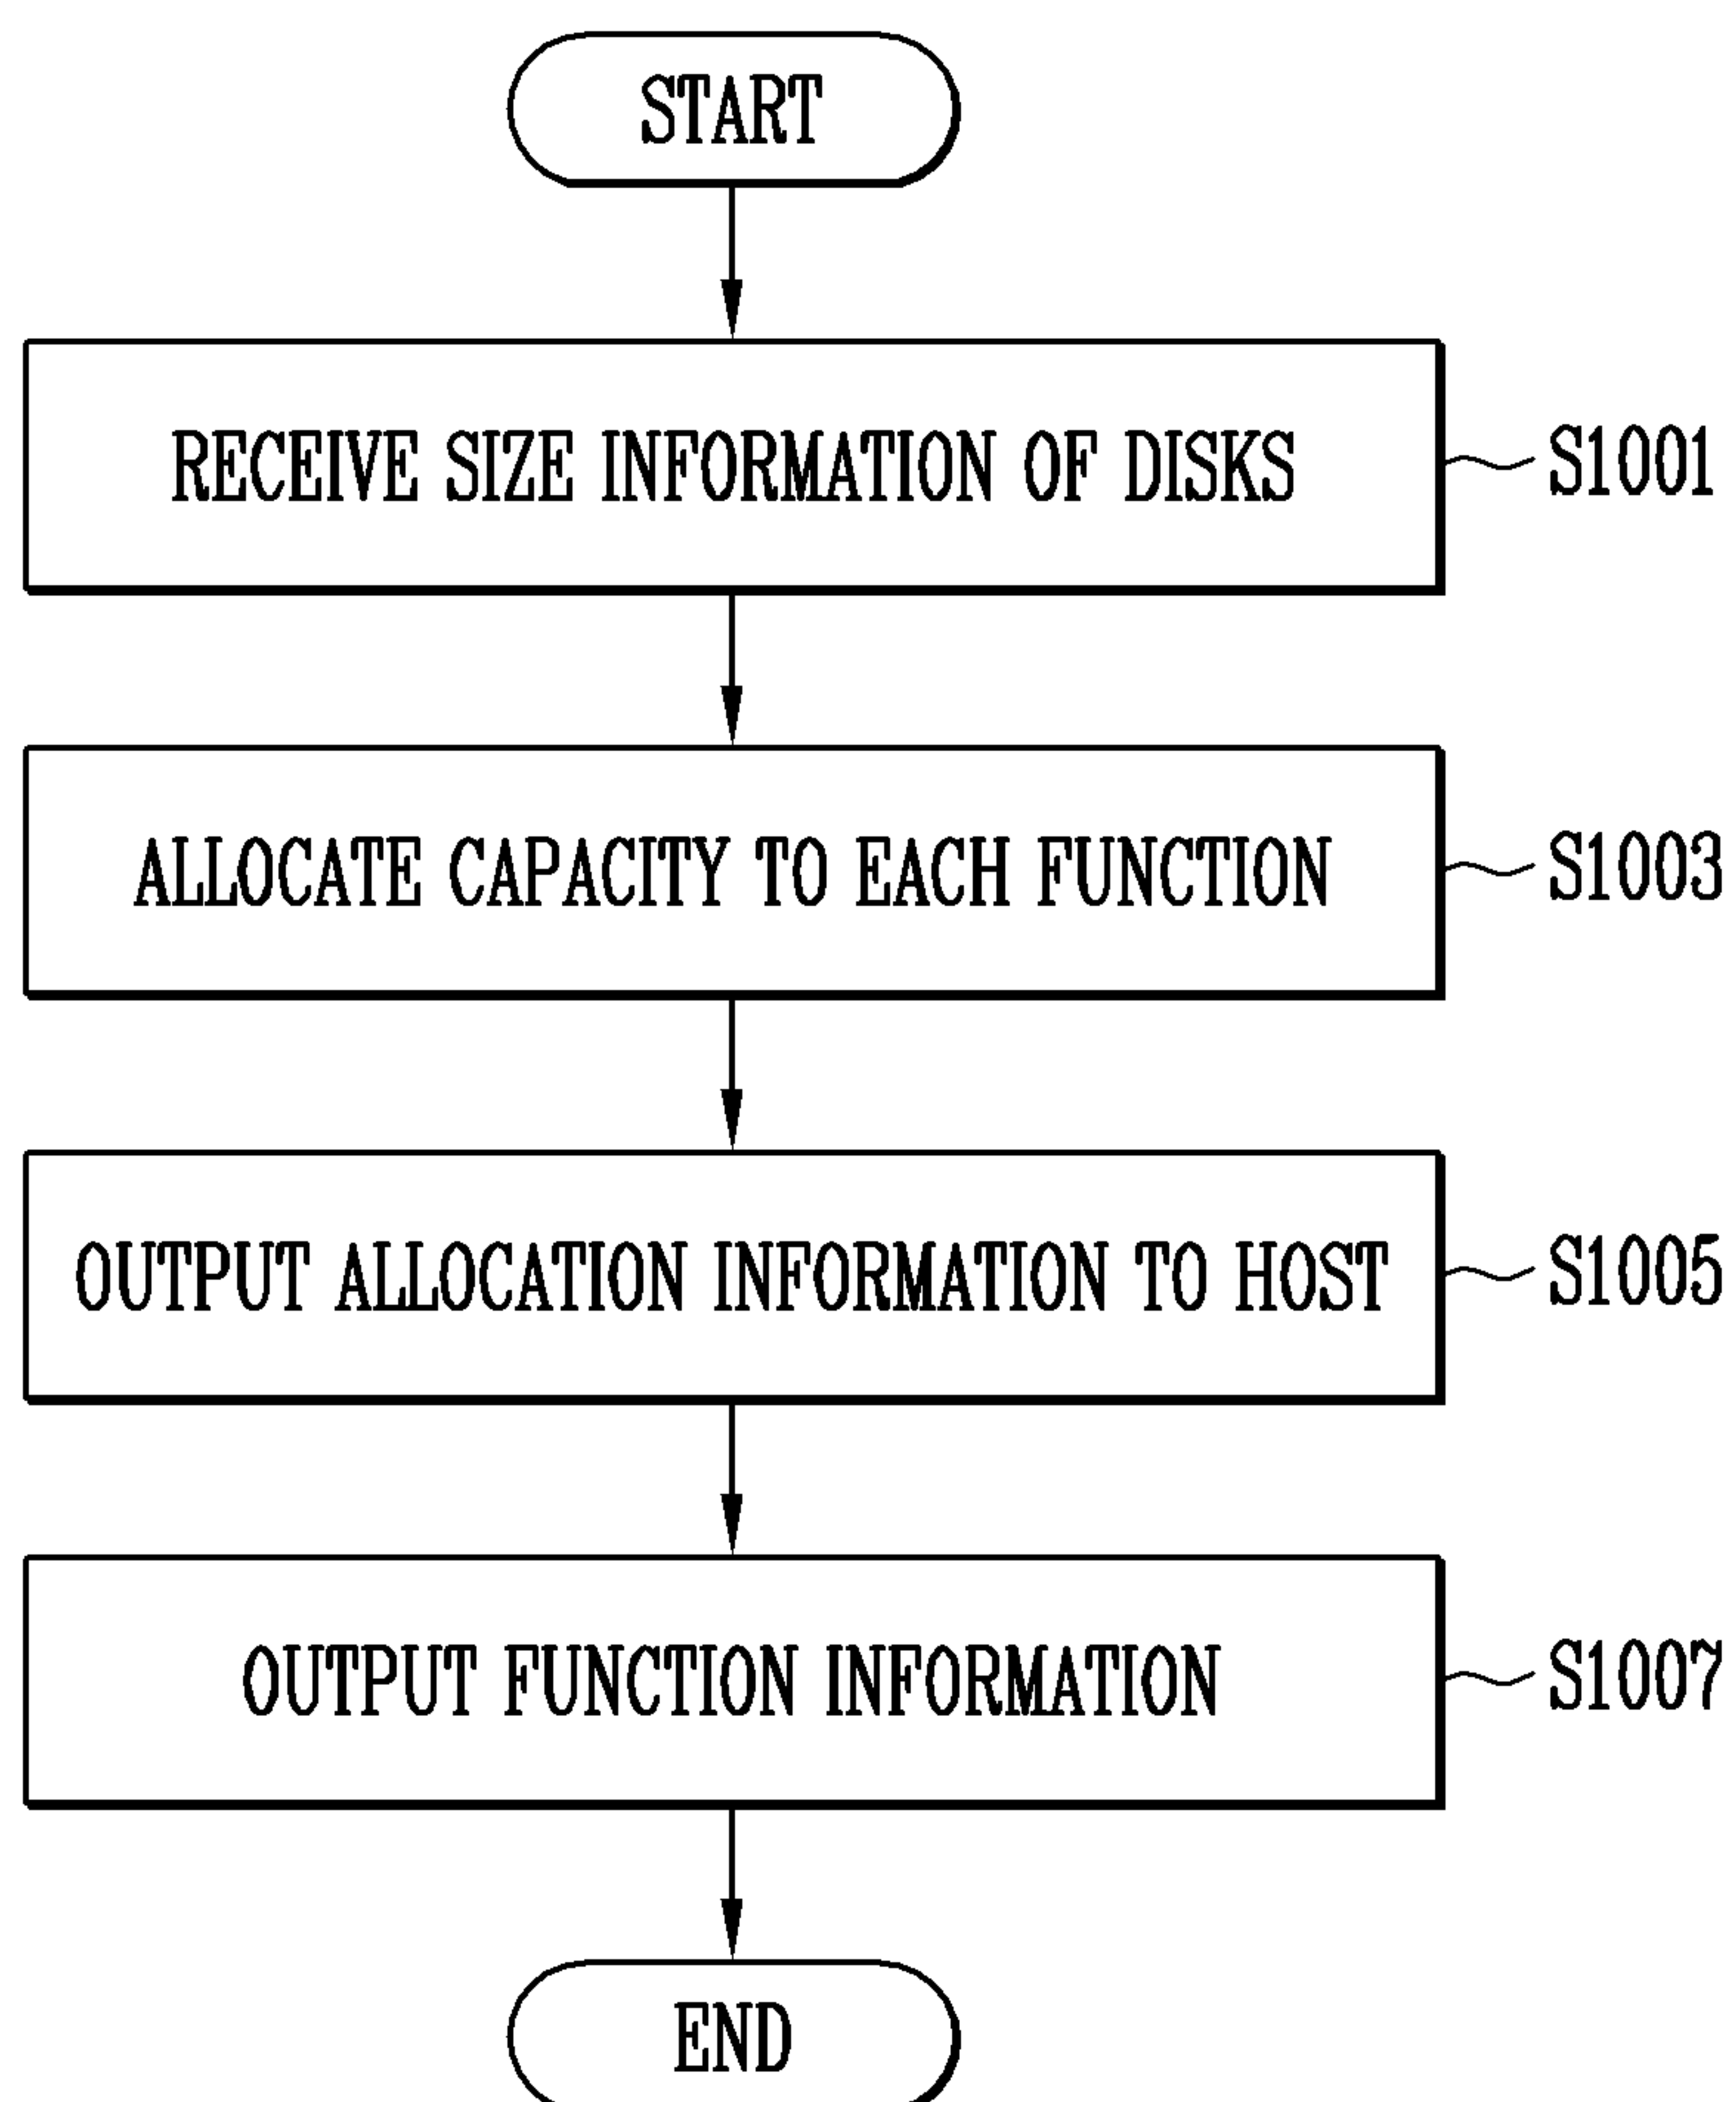 START
RECEIVE SIZE INFORMATION OF DISKS
S1001
ALLOCATE CAPACITY TO EACH FUNCTION
S1003
OUTPUT ALLOCATION INFORMATION TO HOST
S1005
OUTPUT FUNCTION INFORMATION
S1007
END